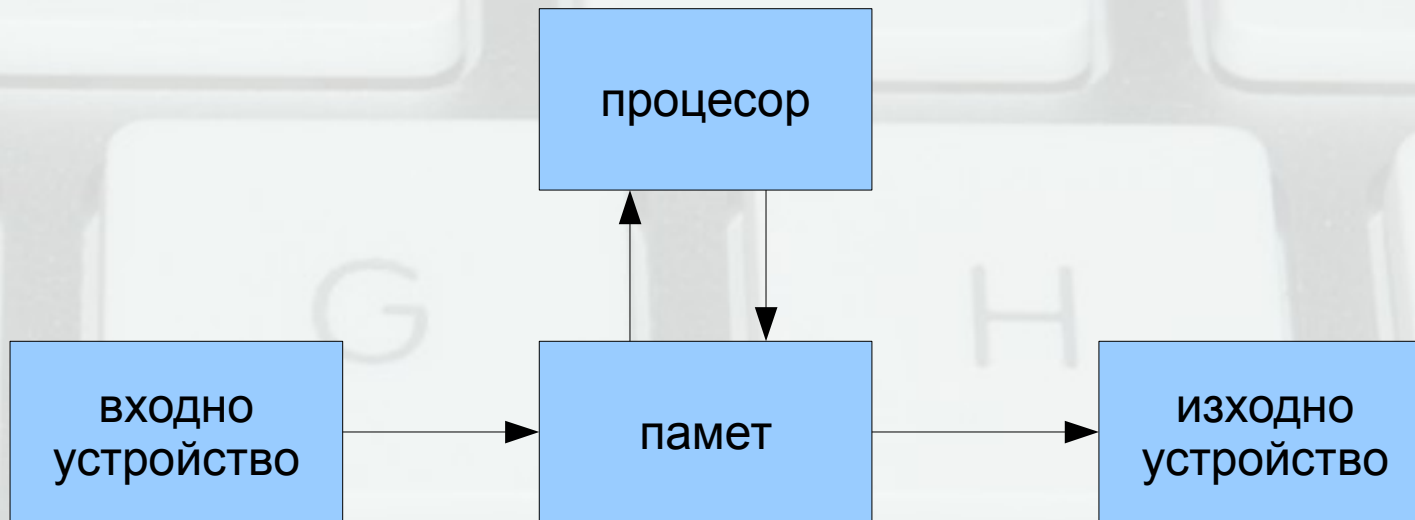 процесор
G
H
входно
устройство
памет
изходно
устройство